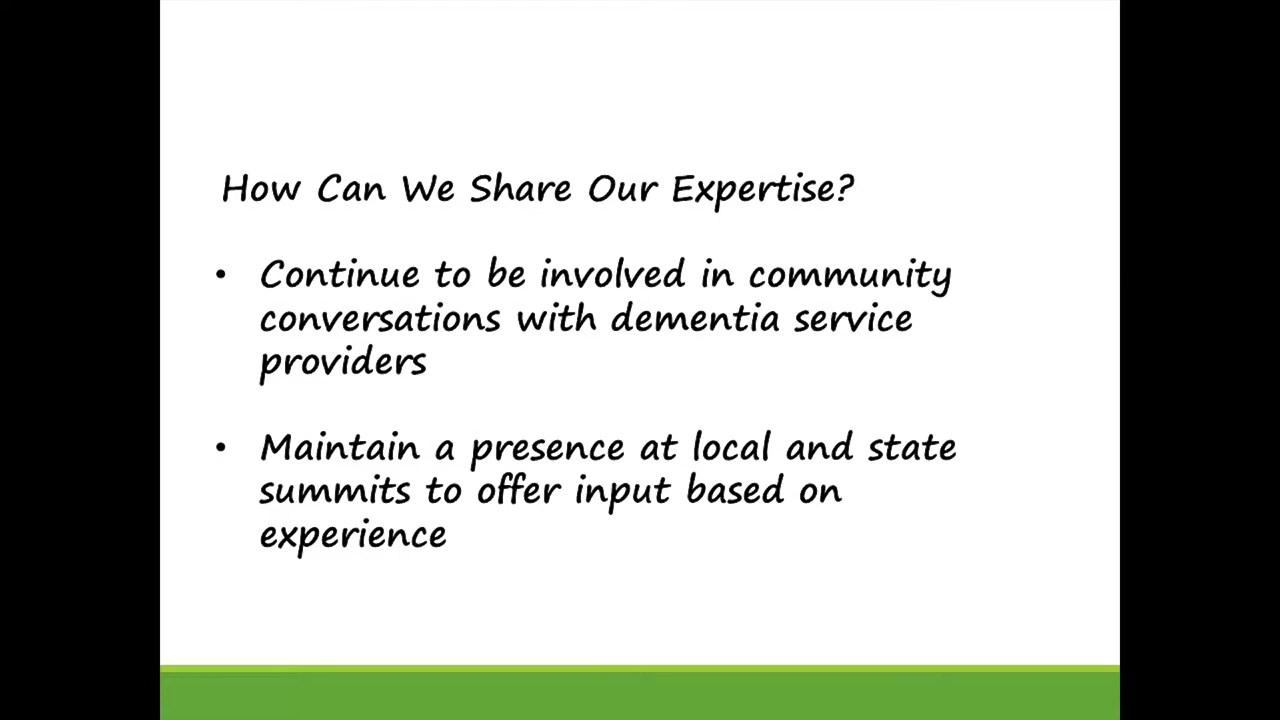 How Can We Share Our Expertise?
• Continue to be involved in community
conversations with dementia service
providers
• Maintain a presence at local and state
summits to offer input based on
experience